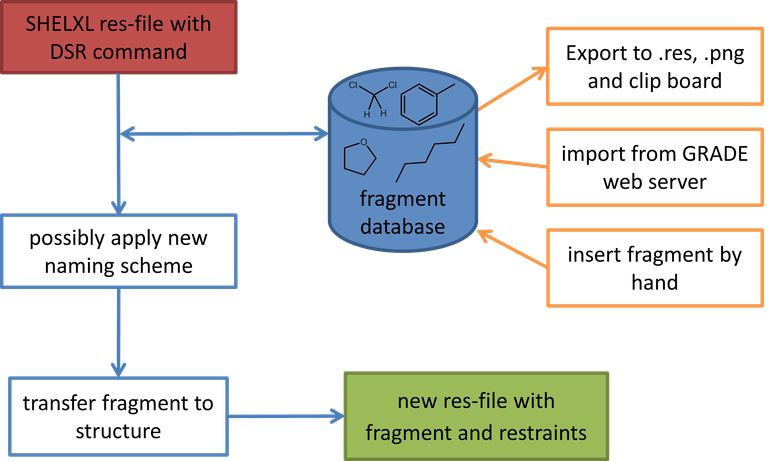 SHELXL res-file with
DSR command
Export to .res, .png
and clip board
Cl
Cl
H
H
O
import from GRADE
web server
fragment
database
possibly apply new
naming scheme
insert fragment by
hand
transfer fragment to
structure
new res-file with
fragment and restraints